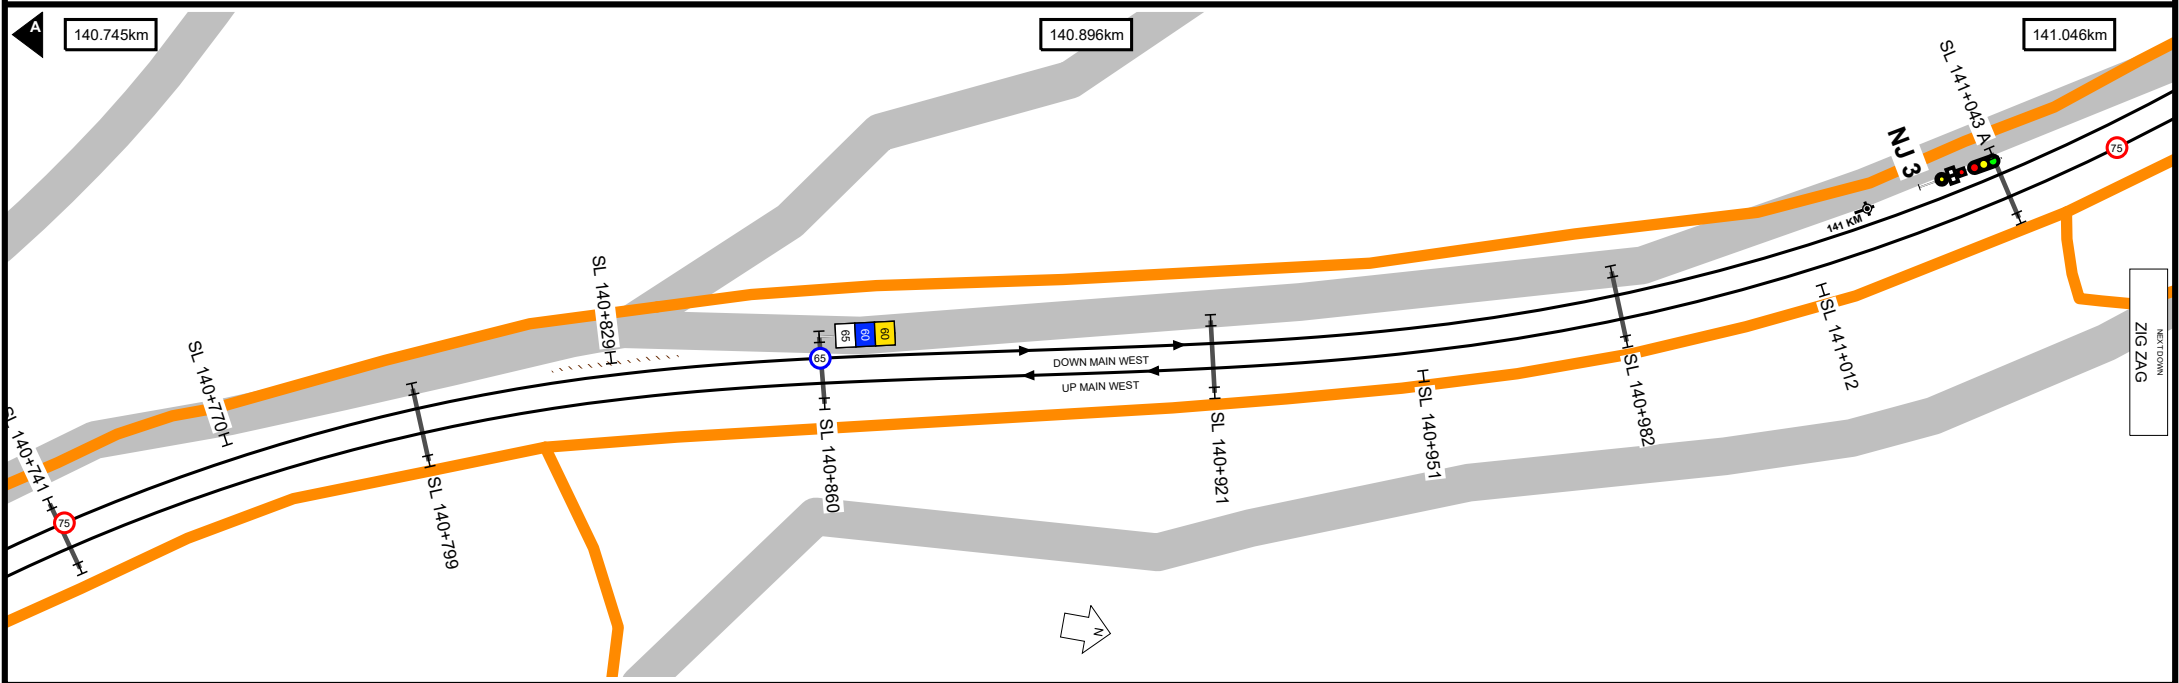 A
140.745km
140.896km
141.046km
SL 141+043 A
NJ 3
75
141 KM
SL 140+829
65
60
60
65
DOWN MAIN WEST
UP MAIN WEST
SL 140+770
SL 140+741
75
SL 140+799
SL 140+860
SL 140+921
SL 140+951
SL 140+982
SL 141+012
NEXT DOWN
ZIG ZAG
N